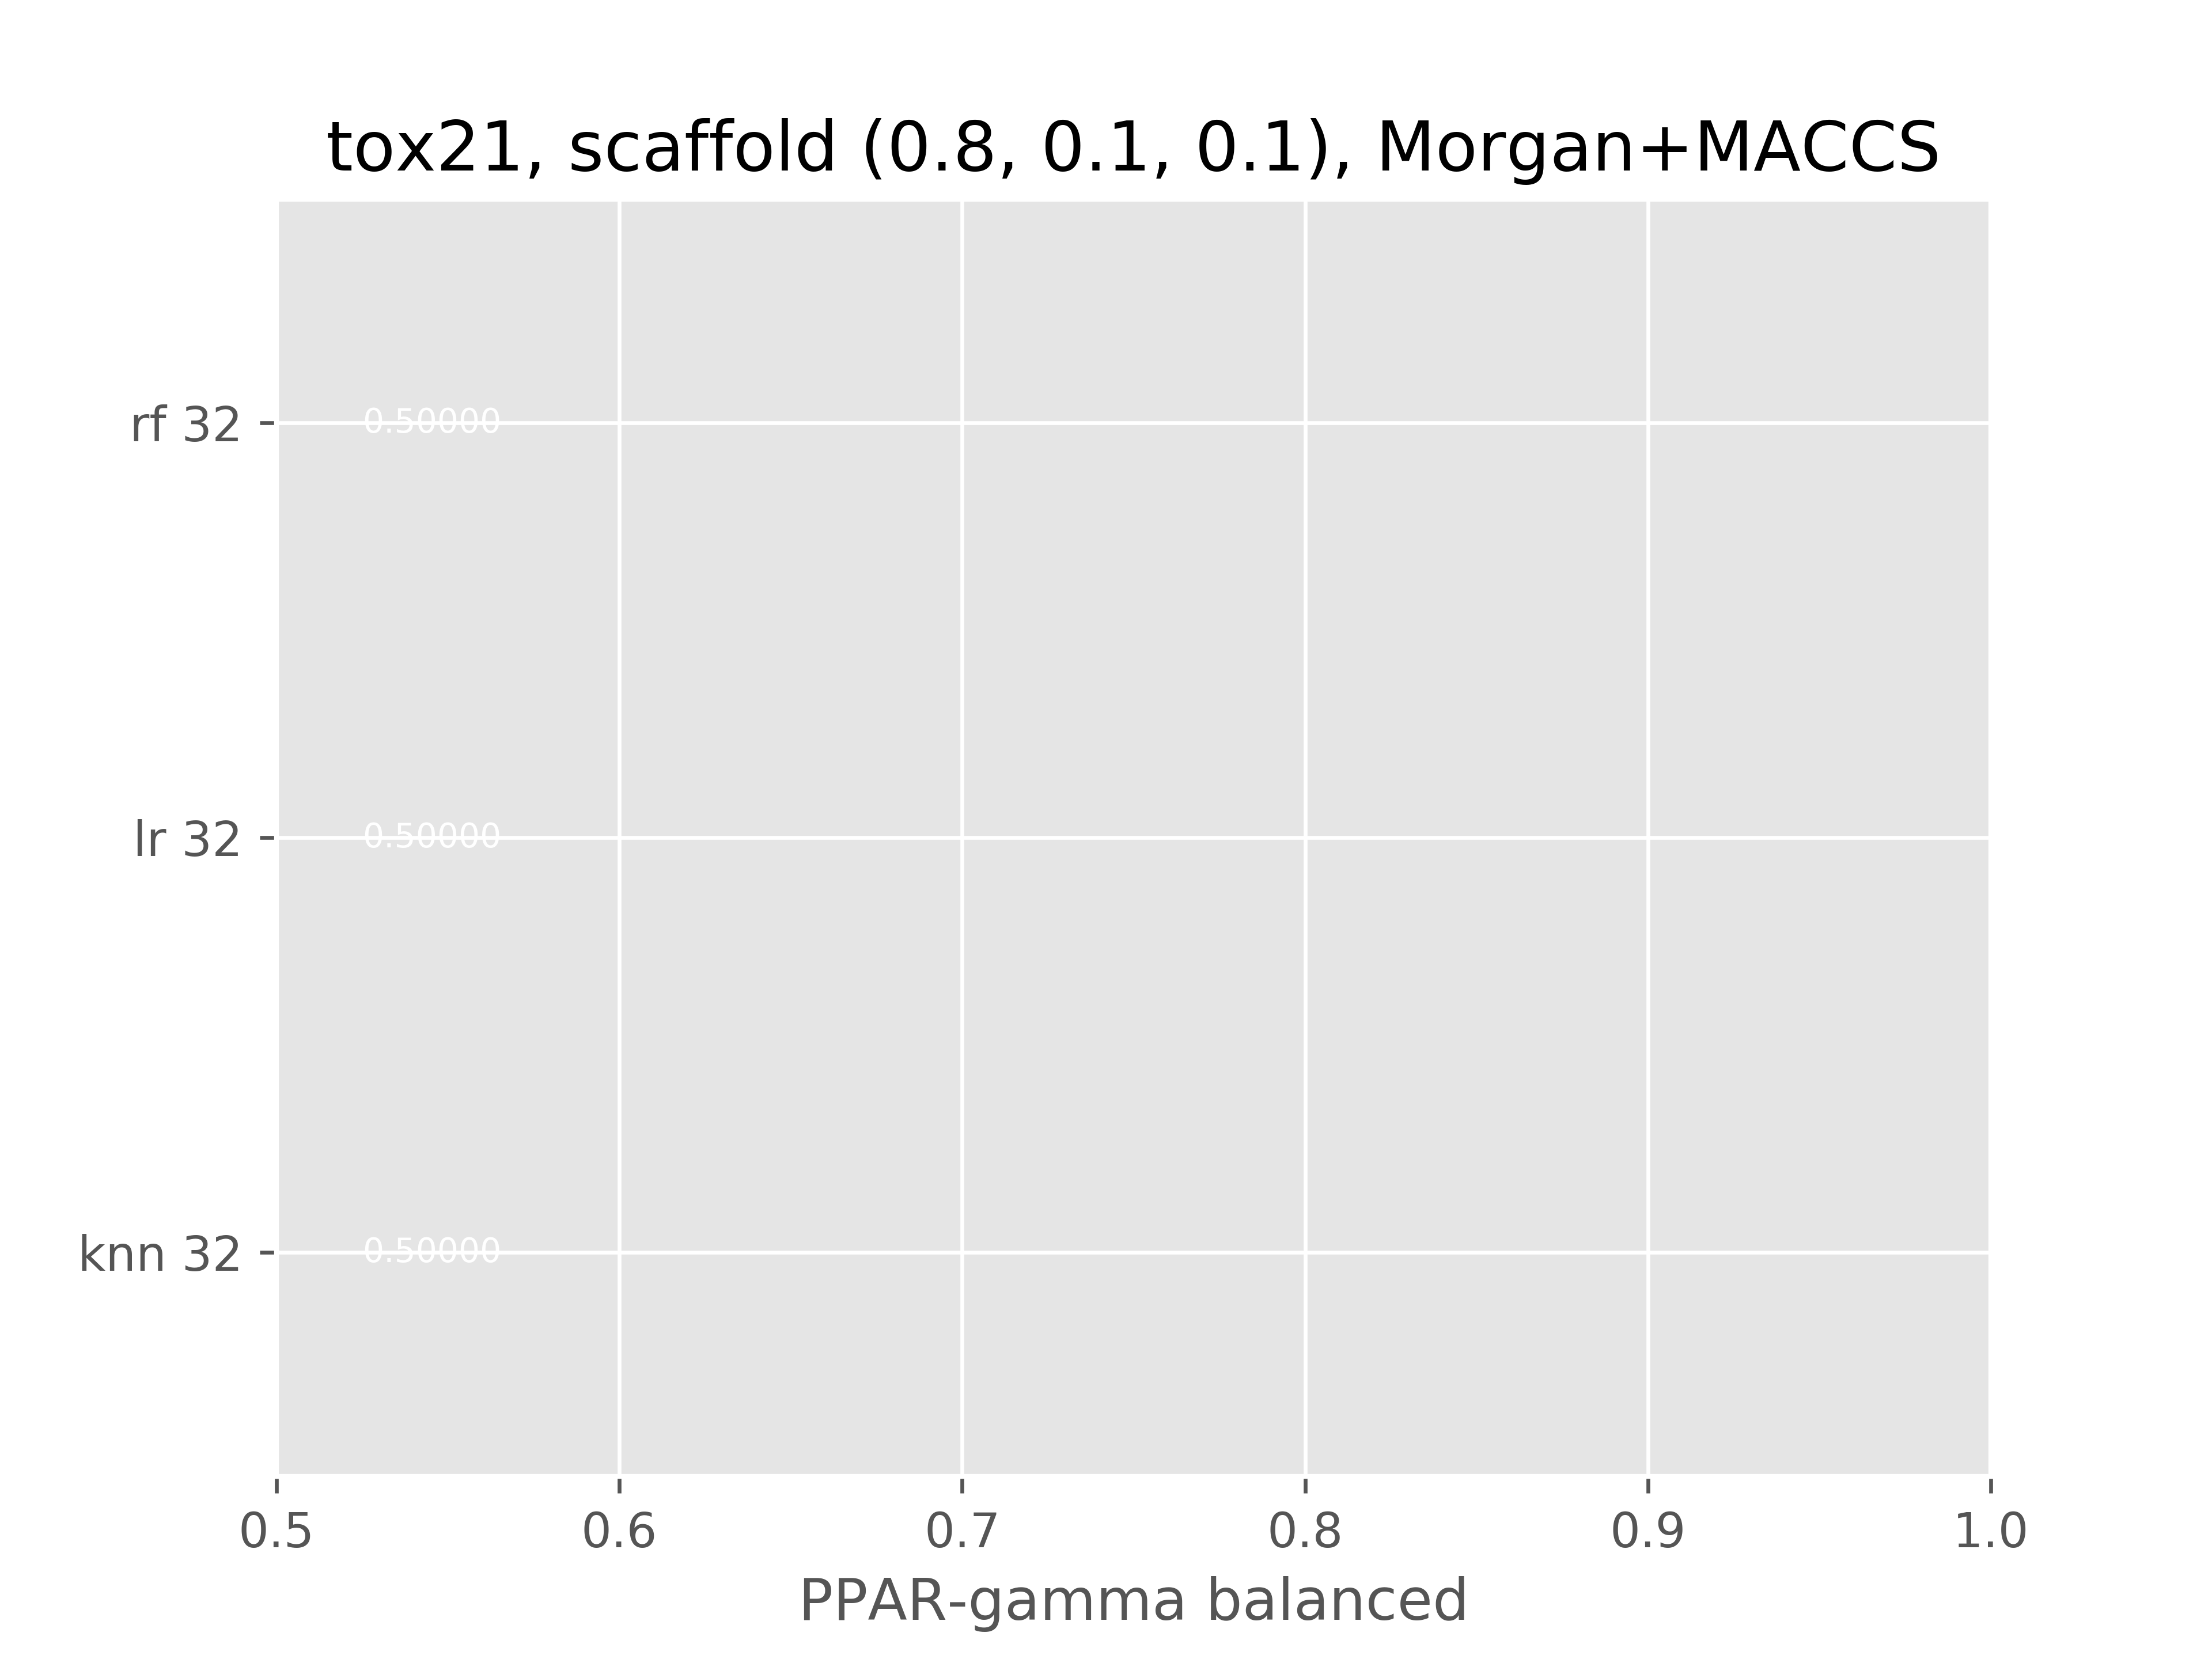 tox21, scaffold (0.8, 0.1, 0.1), Morgan+MACCS
rf 32
0.50000
lr 32
0.50000
knn 32
0.50000
0.5 0.6 0.7 0.8 0.9 1.0
PPAR-gamma balanced